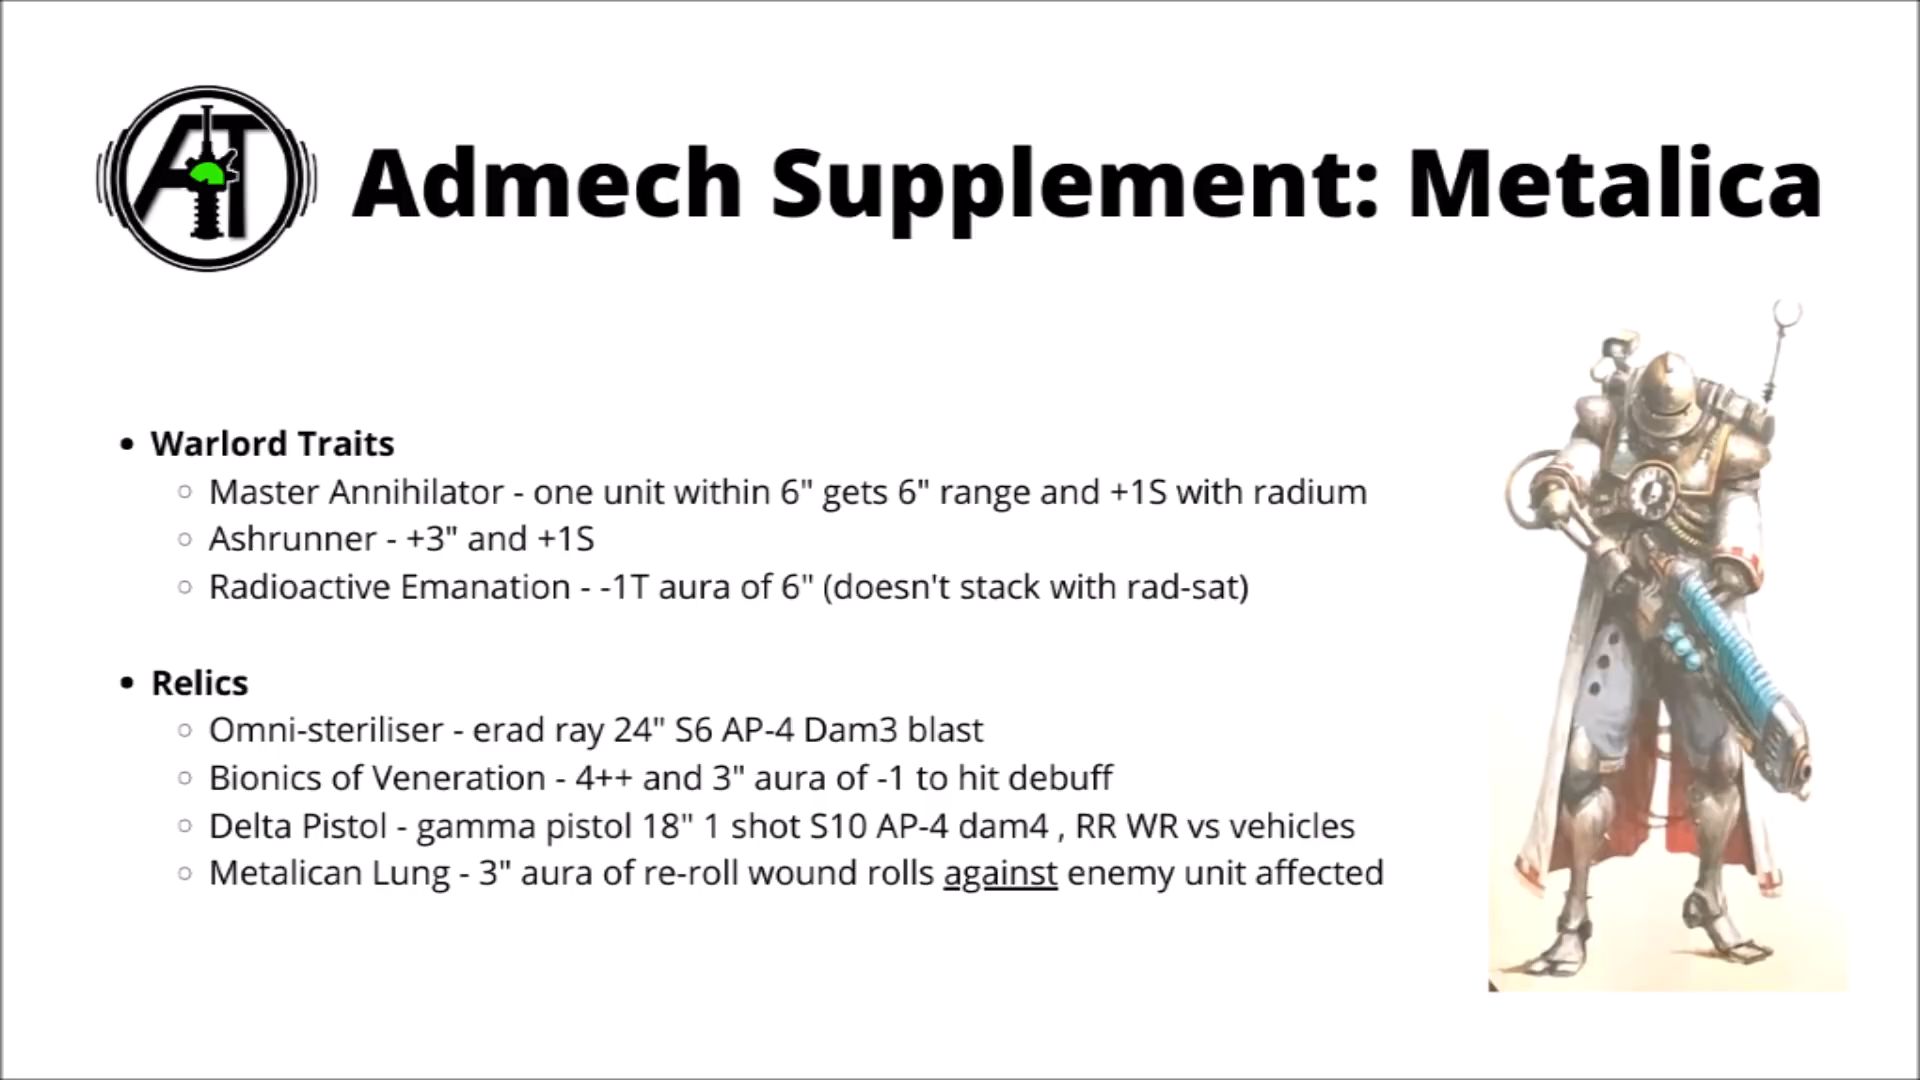 AT
Admech Supplement: Metalica
Warlord Traits
Master Annihilator - one unit within 6" gets 6" range and +1S with radium
Ashrunner - +3" and +1S
Radioactive Emanation - -1T aura of 6" (doesn't stack with rad-sat)
Relics
Omni-steriliser - erad ray 24" S6 AP-4 Dam3 blast
Bionics of Veneration - 4++ and 3" aura of -1 to hit debuff
Delta Pistol - gamma pistol 18" 1 shot S10 AP-4 dam4 , RR WR vs vehicles
Metalican Lung - 3" aura of re-roll wound rolls against enemy unit affected